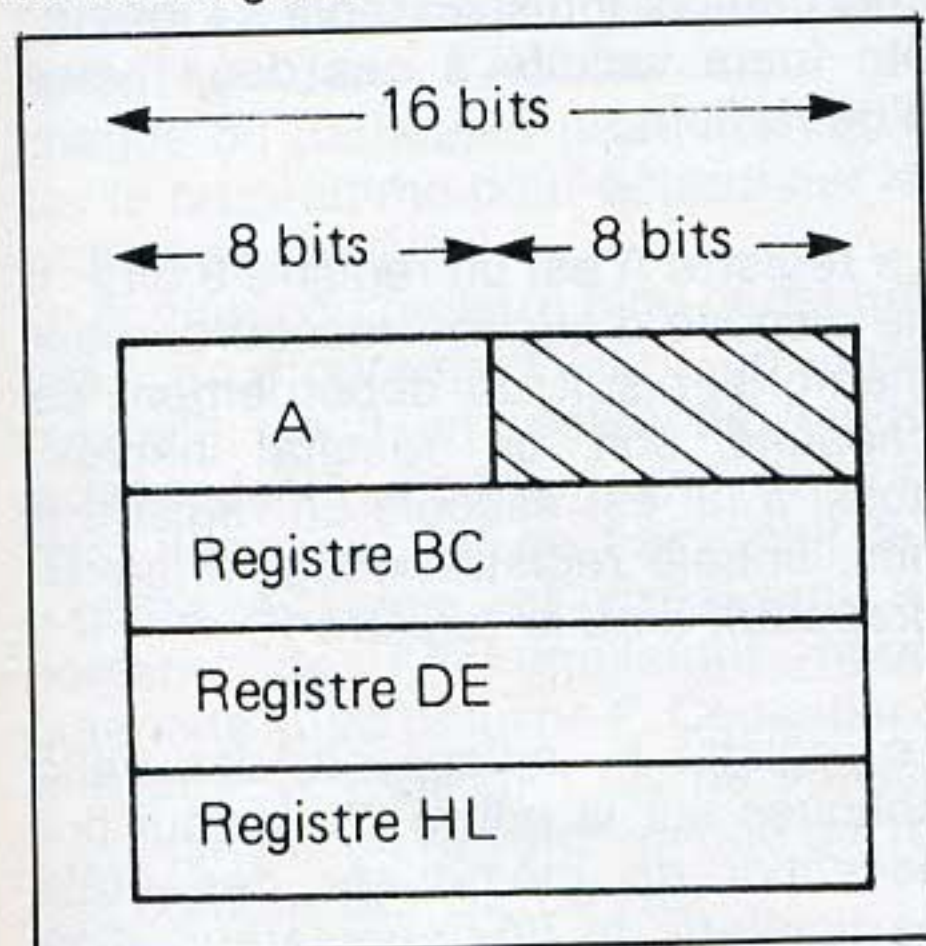 16 bits
8 bits 8 bits
A
Registre BC
Registre DE
Registre HL